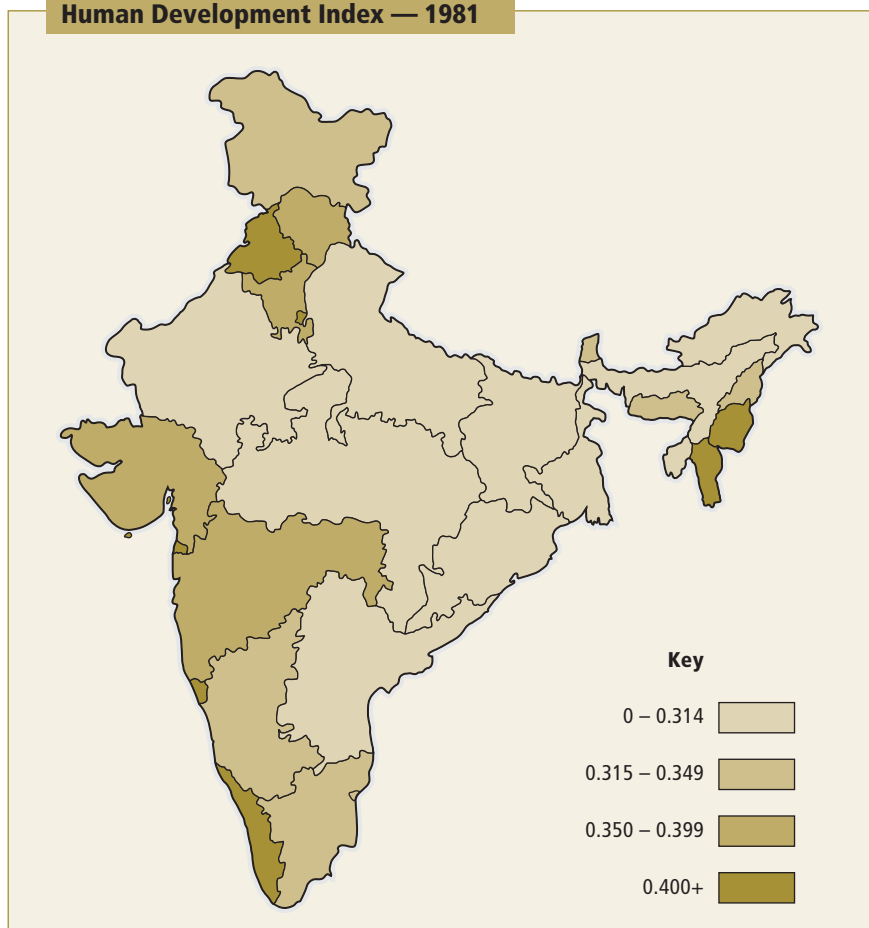 Human Development Index — 1981
Key
0 – 0.314
0.315 – 0.349
0.350 – 0.399
0.400+